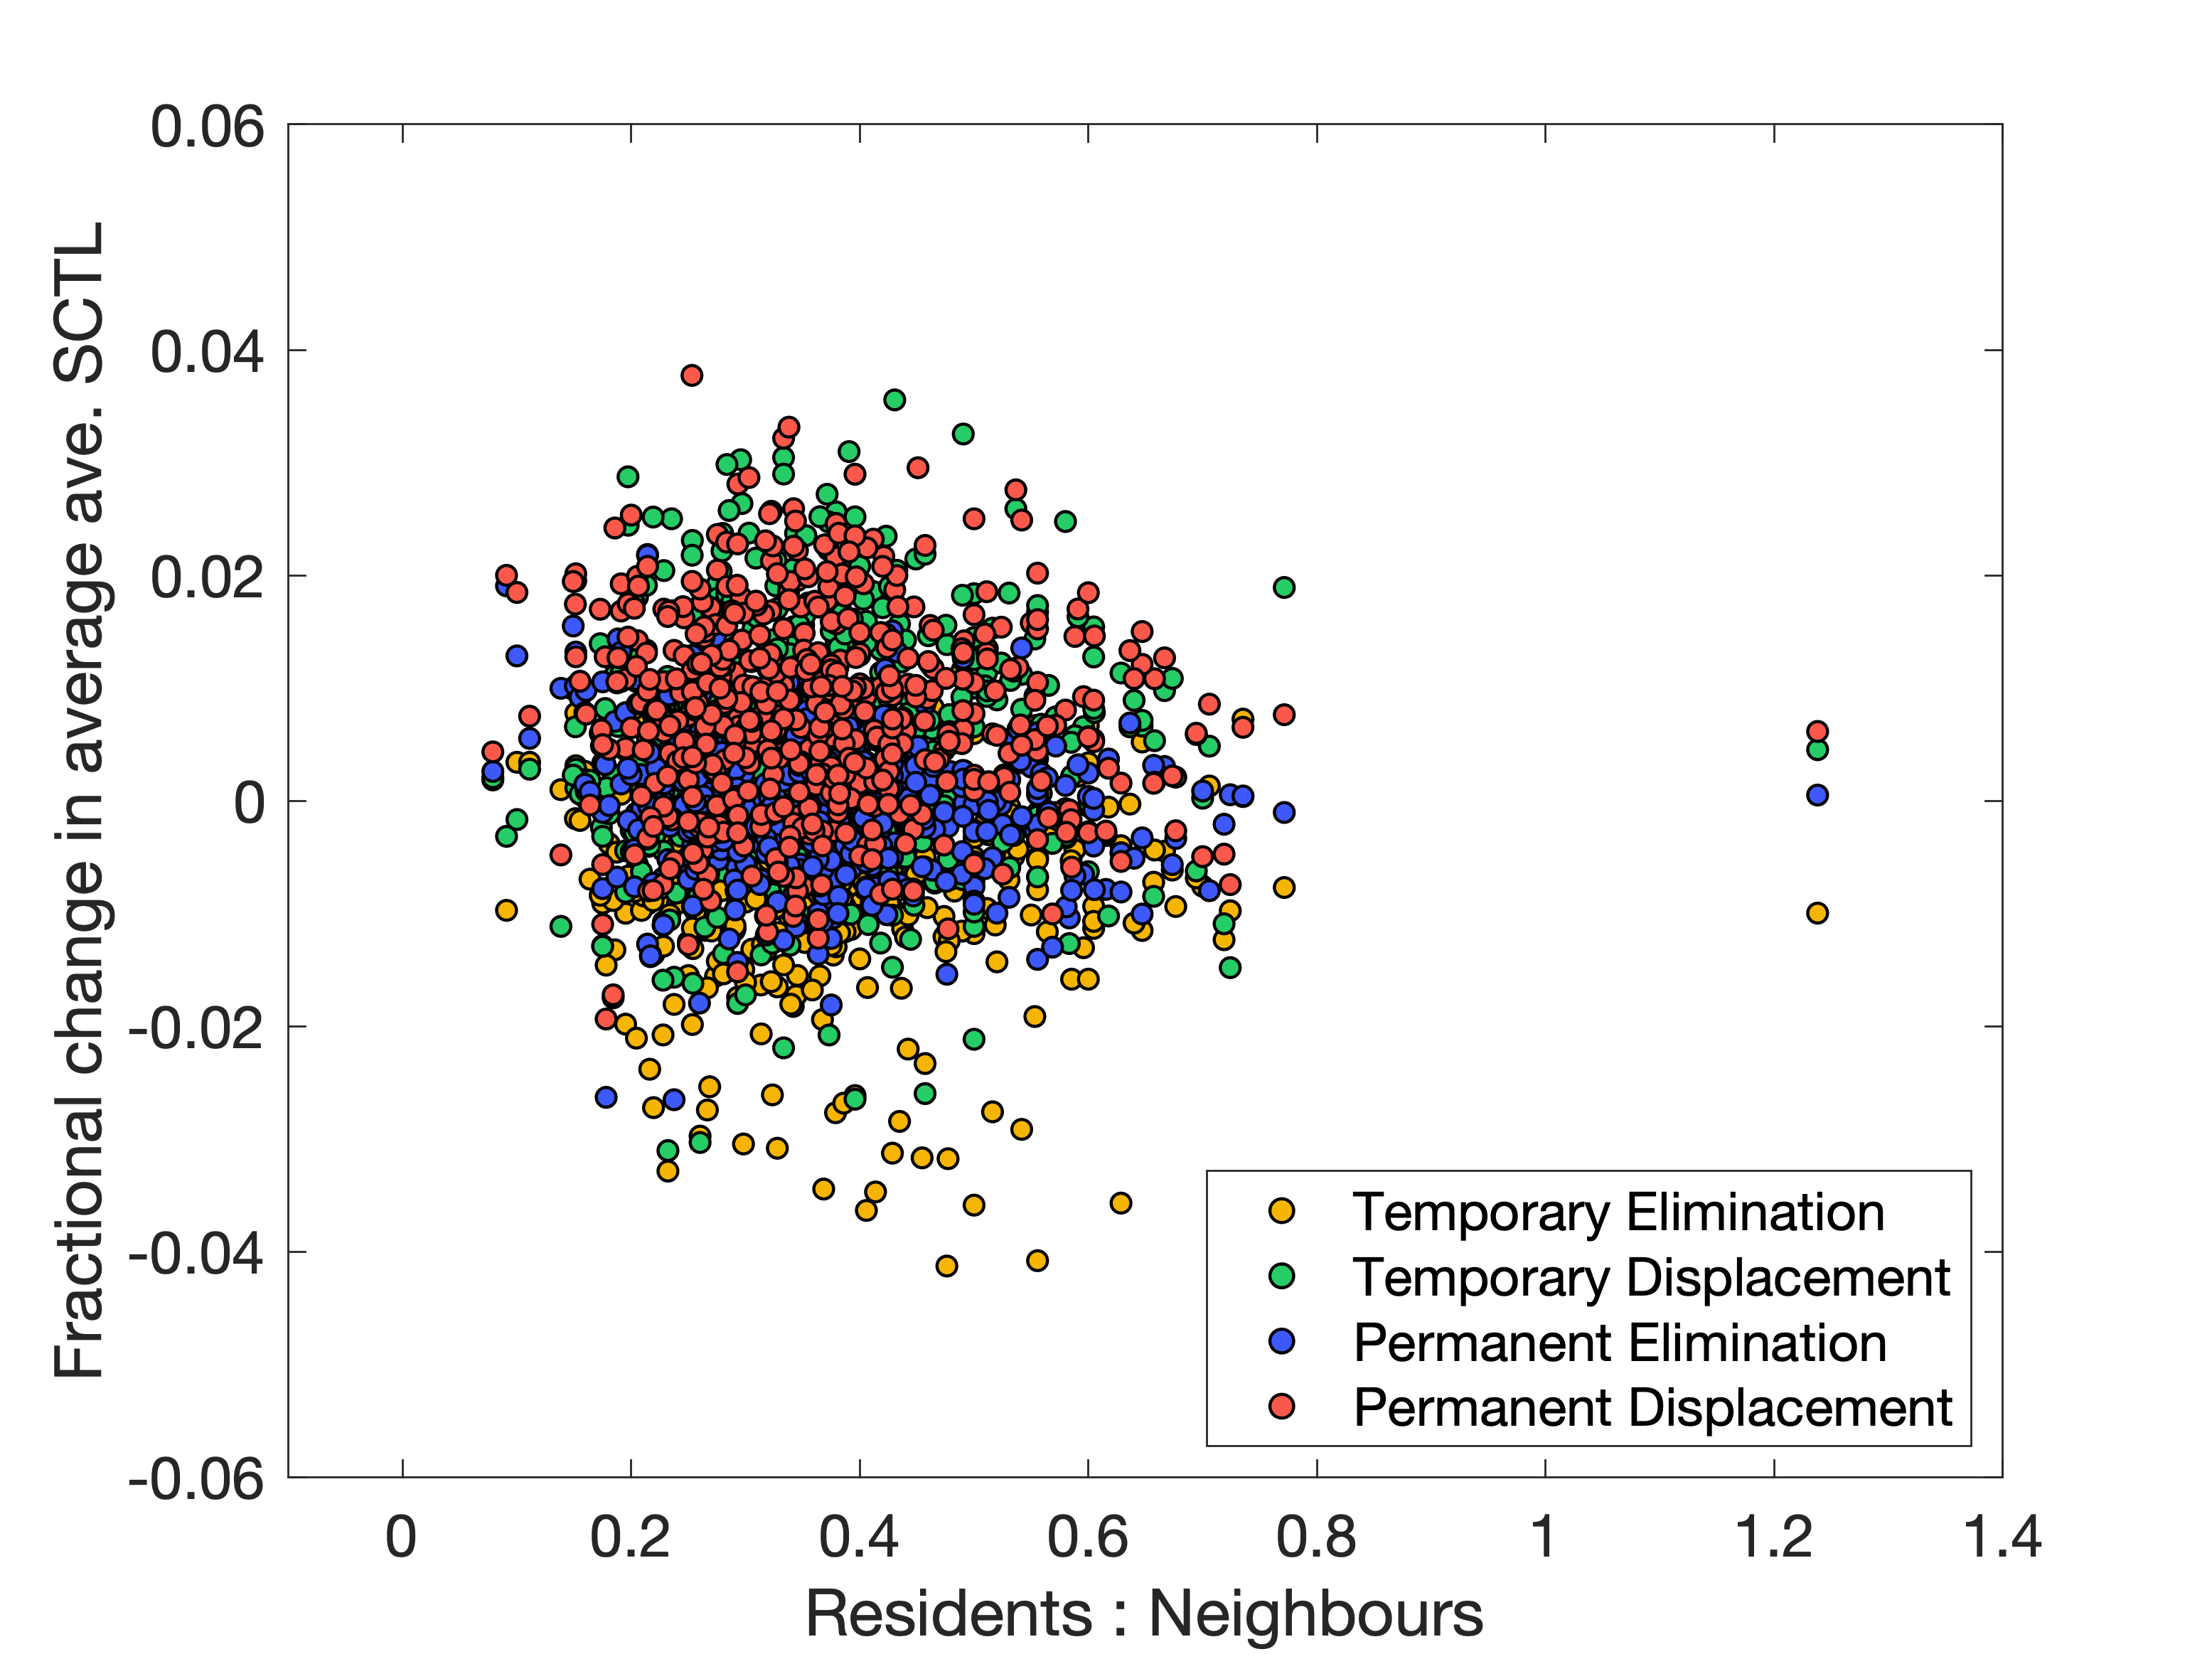 Fractional change in average ave. SCTL
0.06
0.04
0.02
0
-0.02
-0.04
-0.06
Temporary Elimination
Temporary Displacement
Permanent Elimination
Permanent Displacement
0 0.2 0.4 0.6 0.8 1 1.2 1.4
Residents : Neighbours